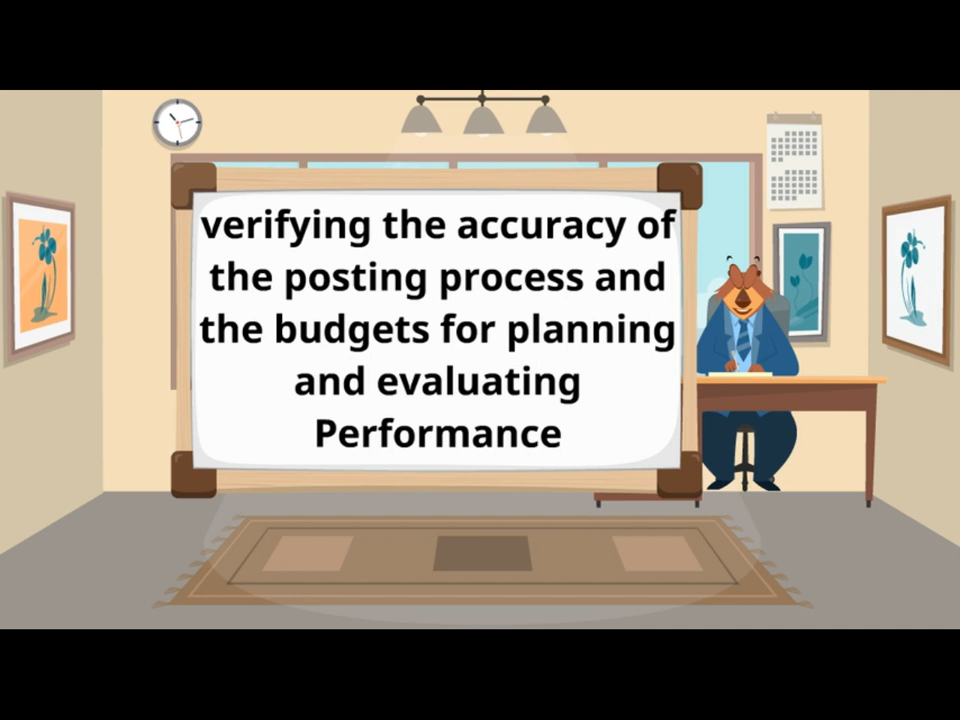 verifying the accuracy of
the posting process and
the budgets for planning
and evaluating
Performance